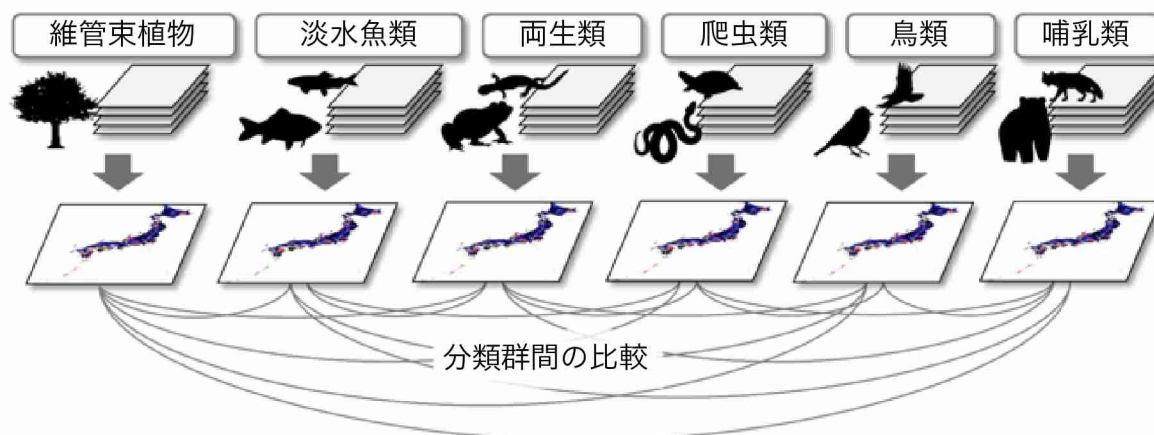 維管束植物
淡水魚類
両生類
爬虫類
鳥類
哺乳類
分類群間の比較